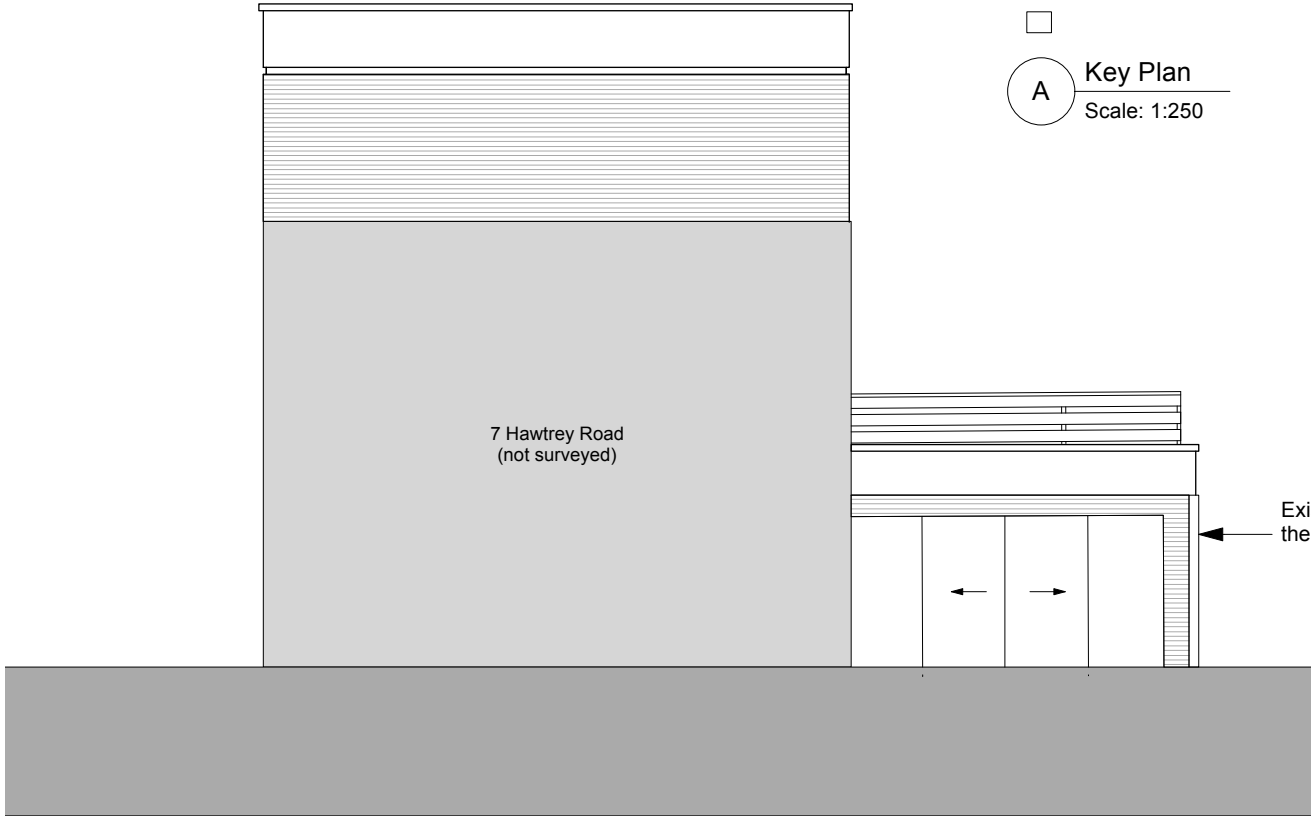 A
Key Plan
Scale: 1:250
7 Hawtrey Road
(not surveyed)
Exi
the